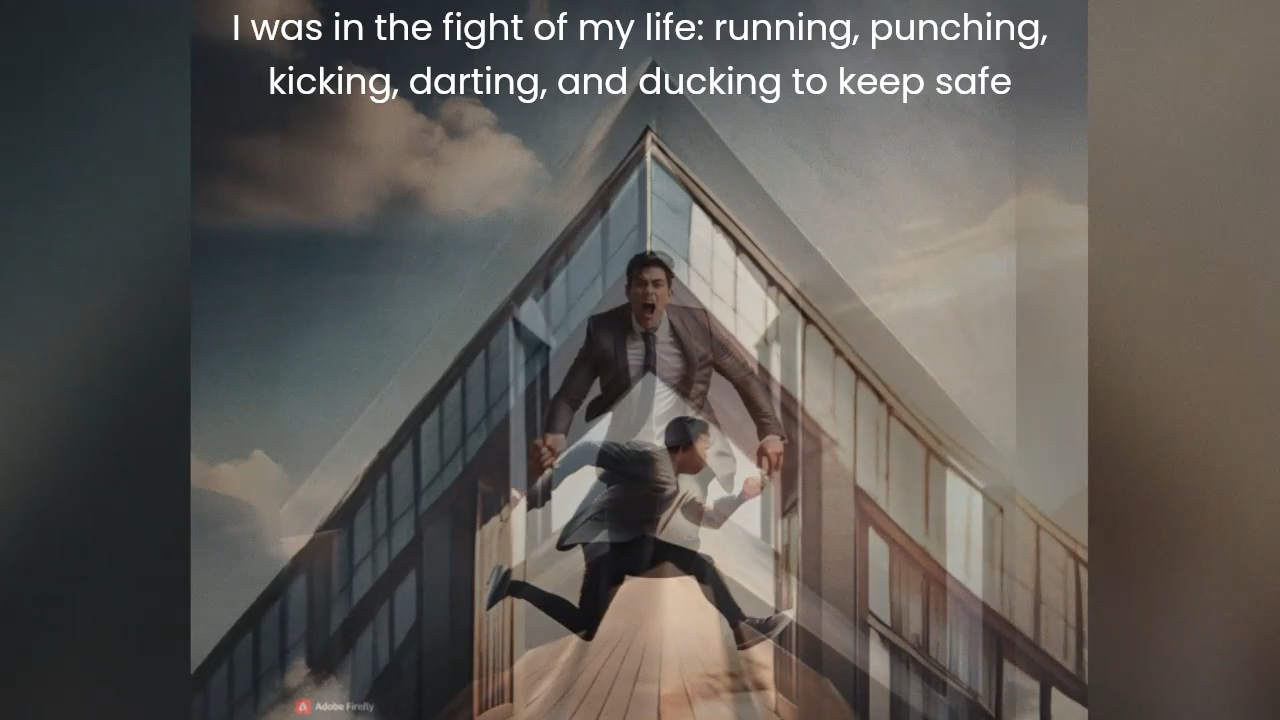 I was in the fight of my life: running, punching,
kicking, darting, and ducking to keep safe
Adobe Firefly